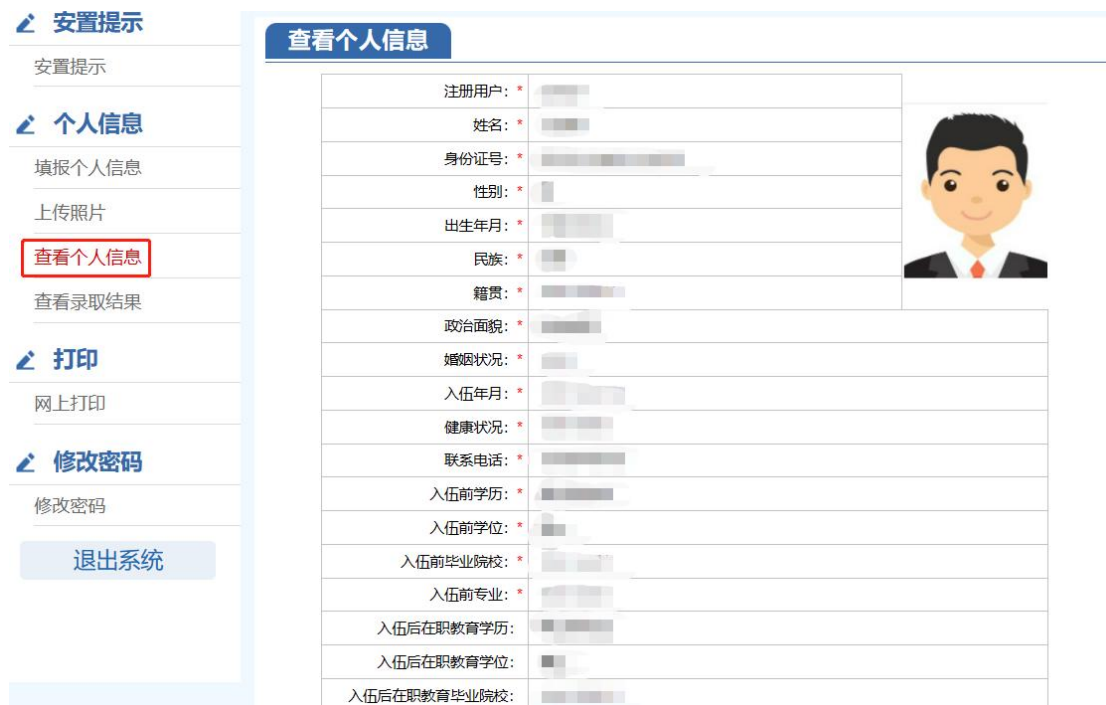 安置提示
安置提示
个人信息
填报个人信息
上传照片
查看个人信息
查看录取结果
打印
网上打印
修改密码
修改密码
退出系统
查看个人信息
注册用户：*
姓名：*
身份证号：*
性别：*
出生年月：*
民族：*
籍贯：*
政治面貌：*
婚姻状况：*
入伍年月：*
健康状况：*
联系电话：*
入伍前学历：*
入伍前学位：*
入伍前毕业院校：*
入伍前专业：*
入伍后在职教育学历：
入伍后在职教育学位：
入伍后在职教育毕业院校：